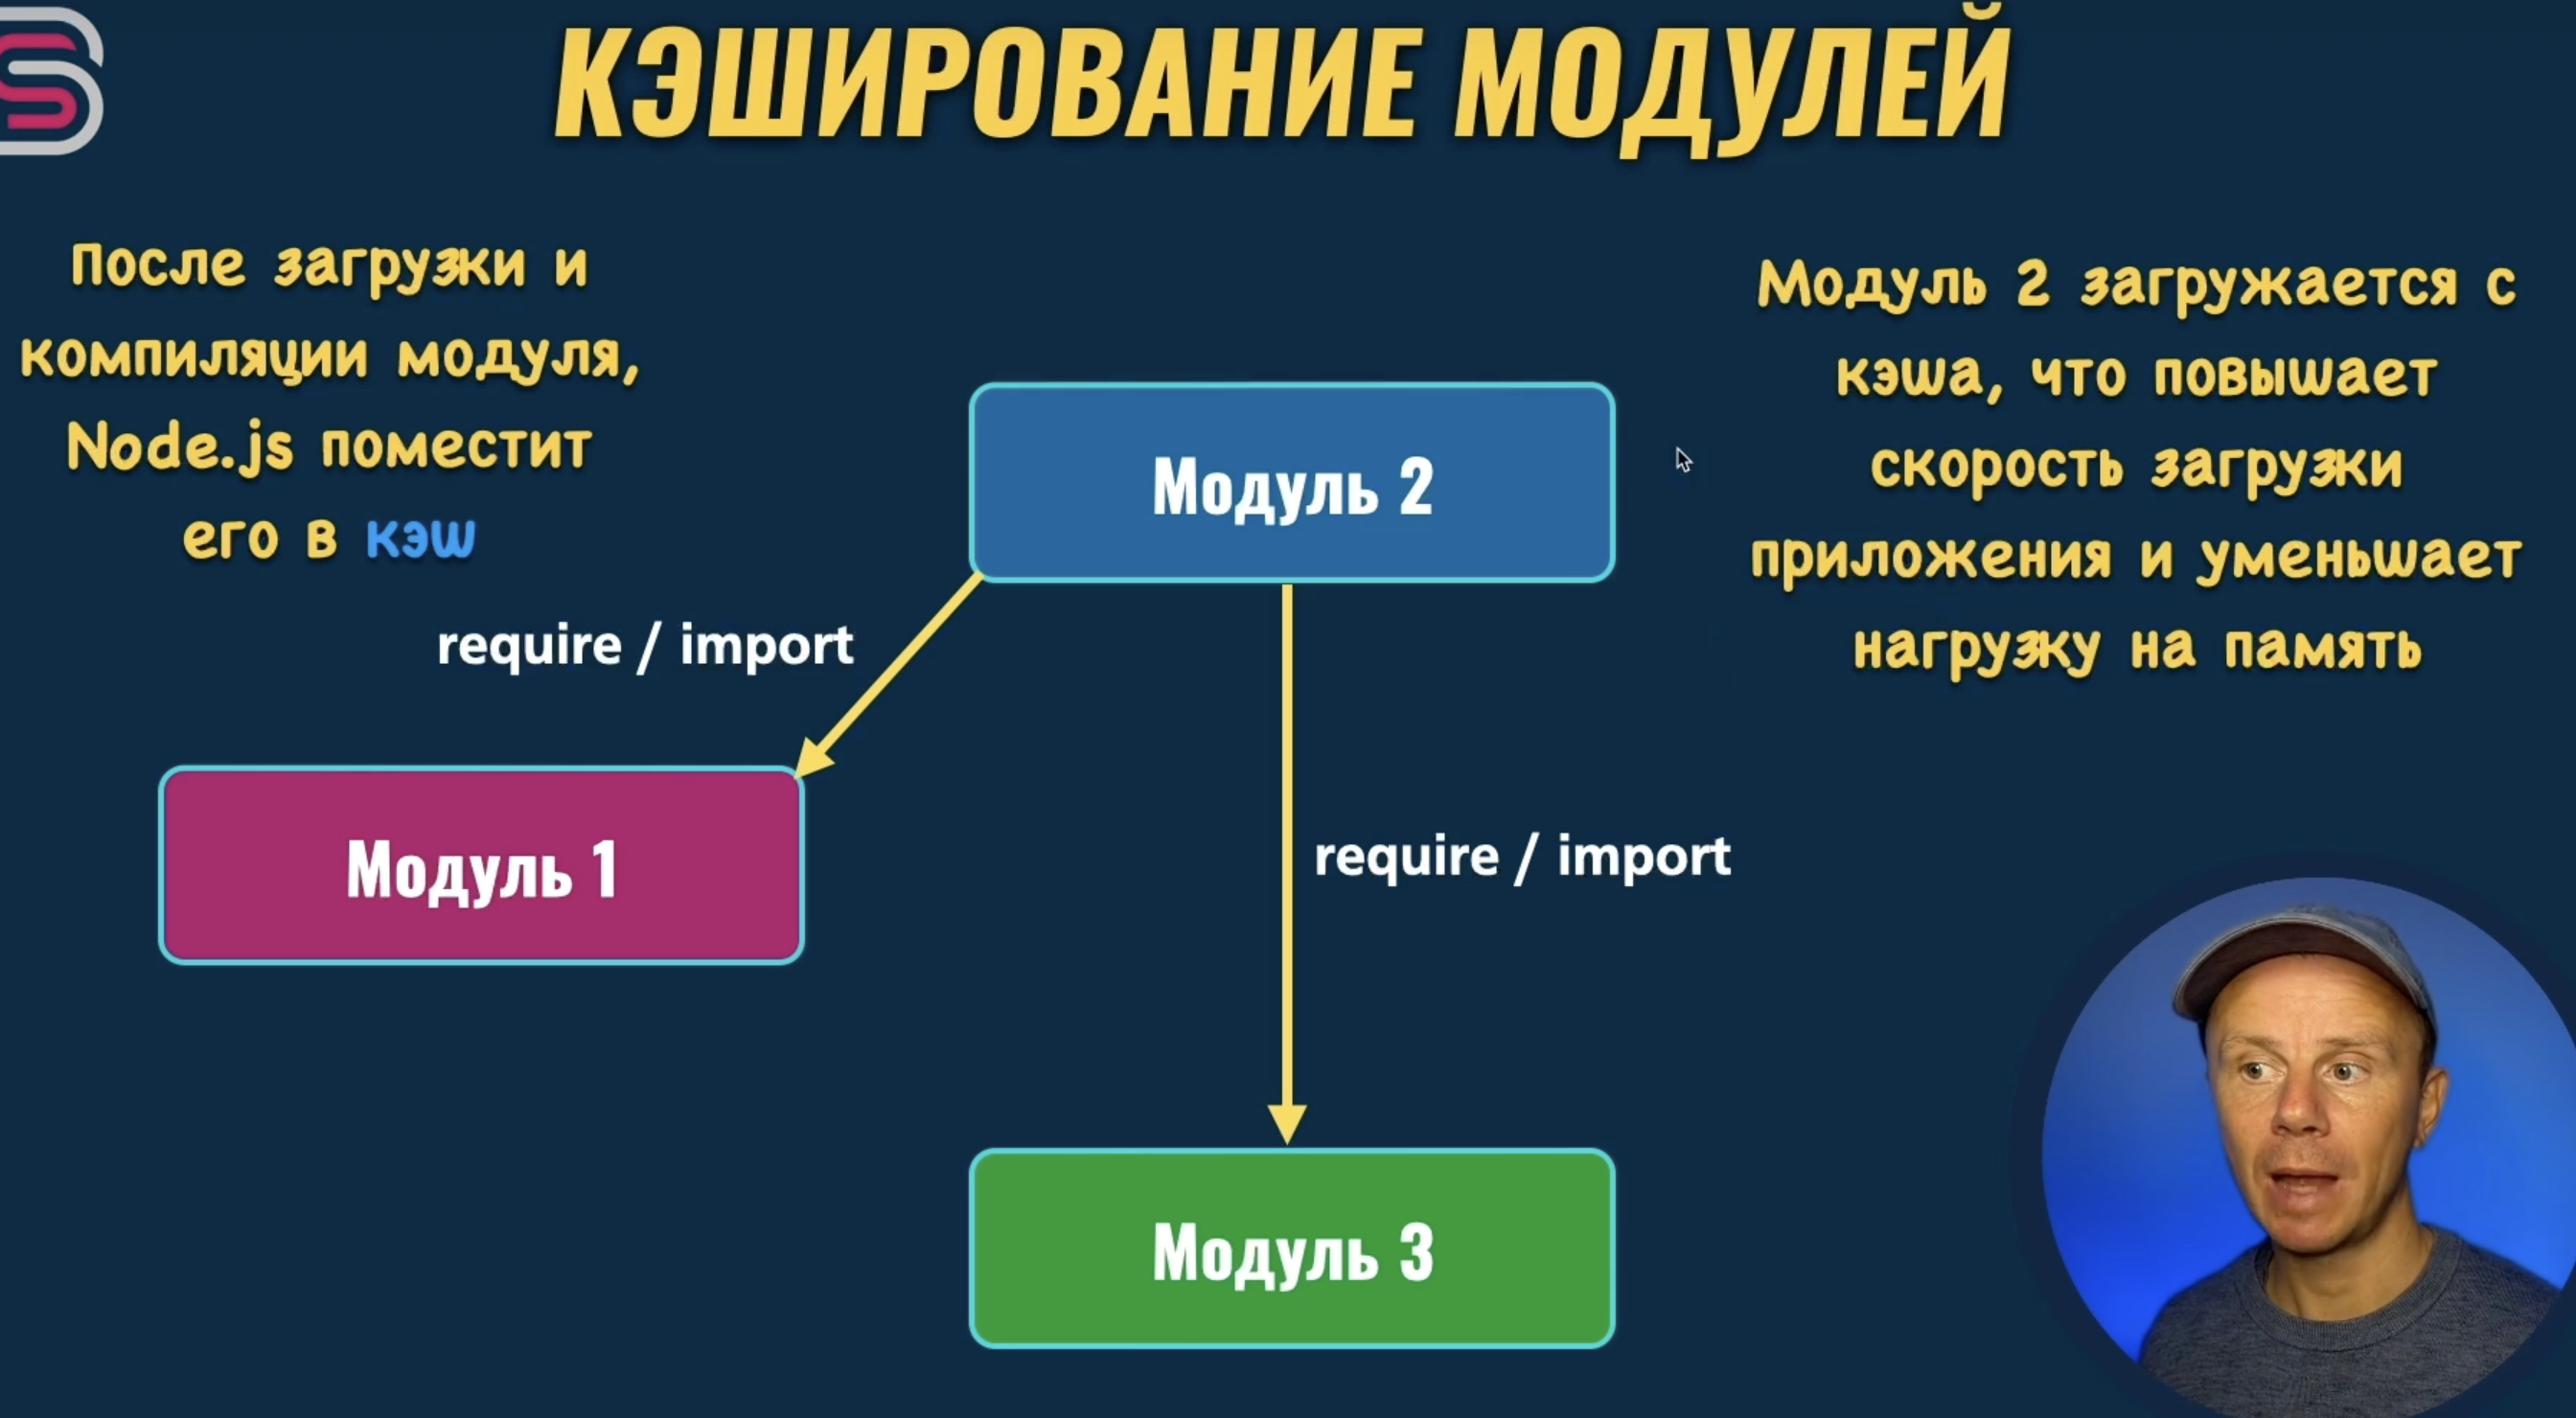 КЭШИРОВАНИЕ МОДУЛЕЙ
После загрузки и
компиляции модуля,
Node.js поместит
его в кэш
Модуль 2 загружается с
кэша, что повышает
скорость загрузки
приложения и уменьшает
нагрузку на память
Модуль 2
require / import
Модуль 1
require / import
Модуль 3